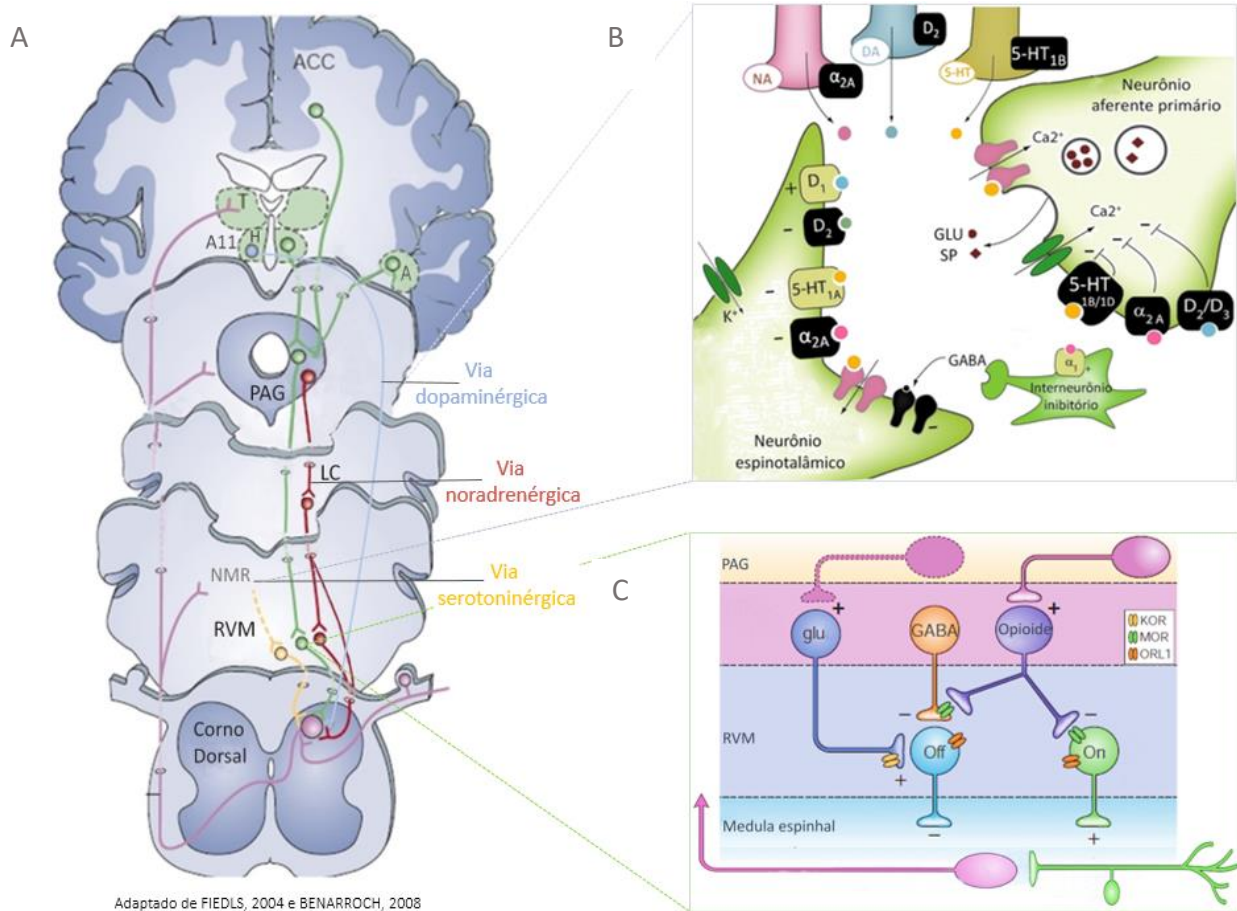 A
ACC
T
A11
H
A
PAG
Via
dopaminérgica
LC
Via
noradrenérgica
NMR
Via
serotoninérgica
RVM
Corno
Dorsal
Adaptado de FIEDLS, 2004 e BENARROCH, 2008
B
NA
α2A
DA
D2
5-HT
5-HT1B
Neurônio
aferente primário
Ca2+
+
D1
-
D2
GLU
SP
Ca2+
-
-
-
-
5-HT1A
5-HT
1B/1D
α2A
D2/D3
K+
-
α2A
GABA
α1
+
Interneurônio
inibitório
-
Neurônio
espinotalâmico
C
PAG
+
+
glu
GABA
Opioide
KOR
MOR
ORL1
RVM
-
-
Off
On
+
Medula espinhal
-
+